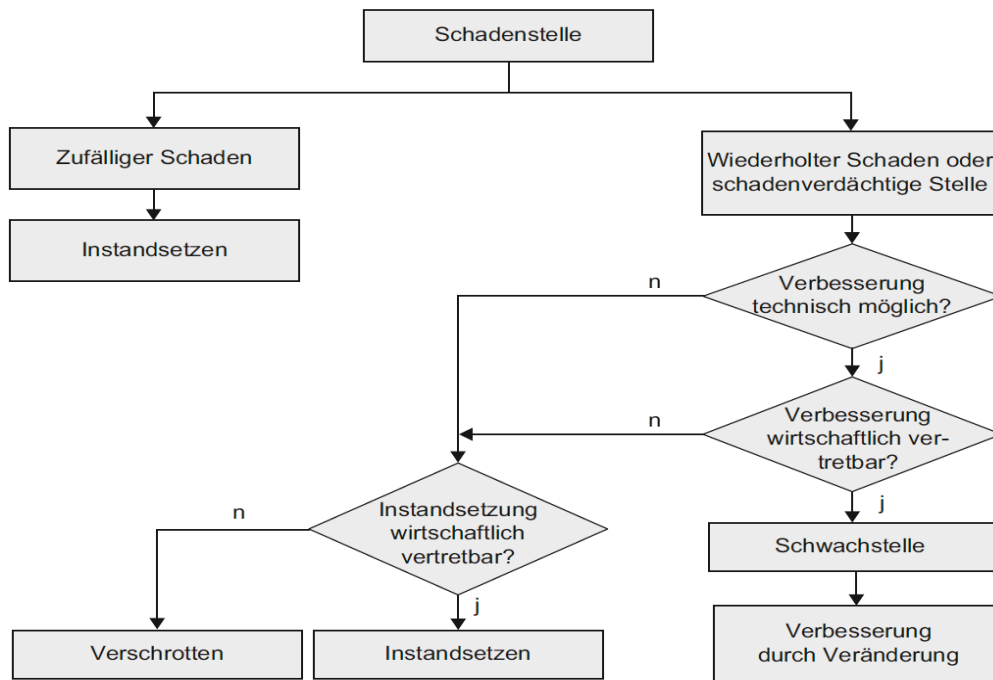 Schadenstelle
Zufälliger Schaden
Wiederholter Schaden oder
schadenverdächtige Stelle
Instandsetzen
n
Verbesserung
technisch möglich?
j
n
Verbesserung
wirtschaftlich ver-
tretbar?
n
Instandsetzung
wirtschaftlich
vertretbar?
j
Schwachstelle
j
Verschrotten
Instandsetzen
Verbesserung
durch Veränderung